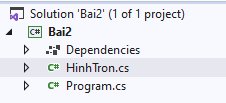 Solution 'Bai2' (1 of 1 project)
C# Bai2
Dependencies
C# HinhTron.cs
C# Program.cs